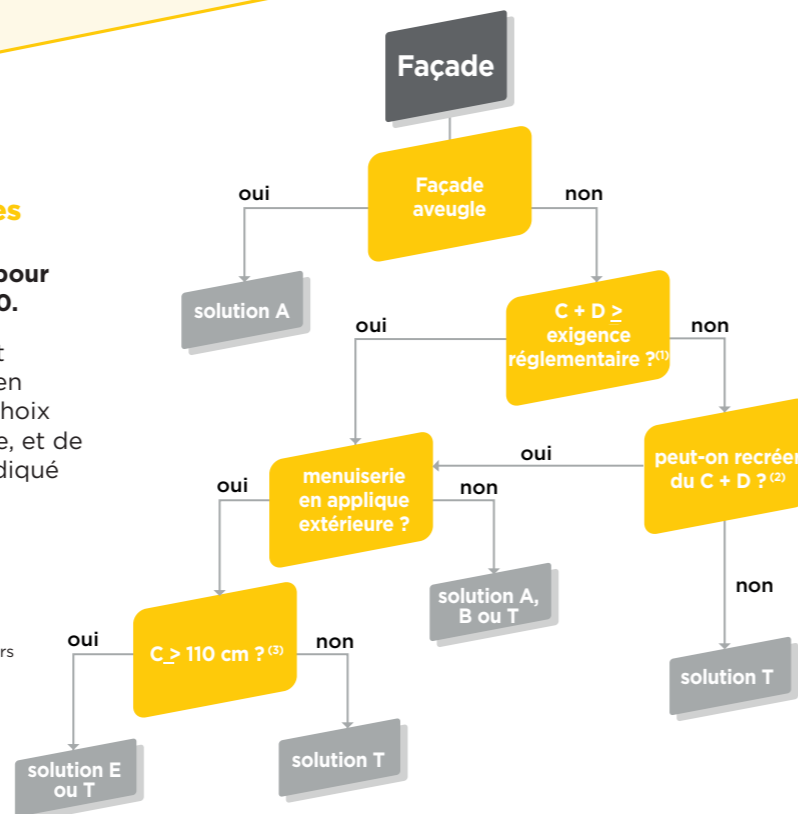 Façade
Façade
aveugle
oui
non
es
pour
0.
solution A
C + D ≥
exigence
réglementaire ?(1)
oui
non
t
en
hoix
e, et de
diqué
menuiserie
en applique
extérieure ?
oui
peut-on recréer
du C + D ? (2)
oui
non
solution A,
B ou T
non
rs
oui
C ≥ 110 cm ? (3)
non
solution T
solution E
ou T
solution T